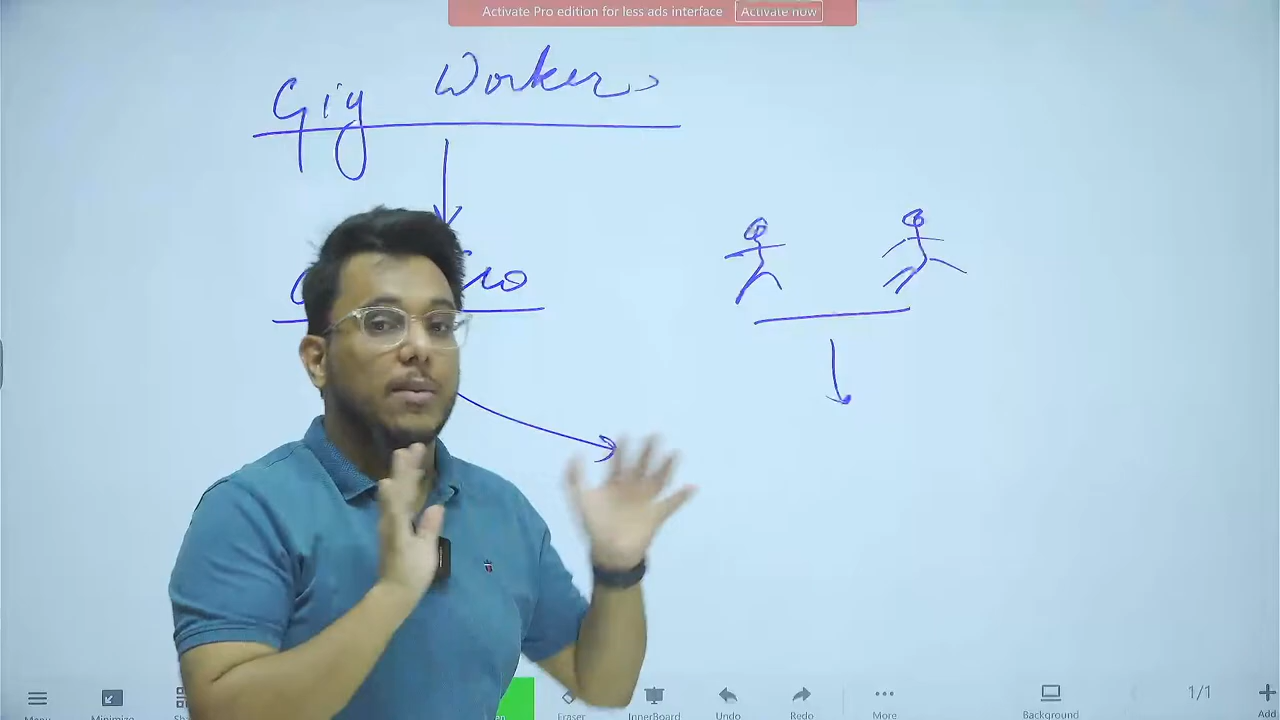 Activate Pro edition for less ads interface Activate now
Gig Workers
Menu Minimize Eraser InnerBoard Undo Redo More 1/1 Background Add